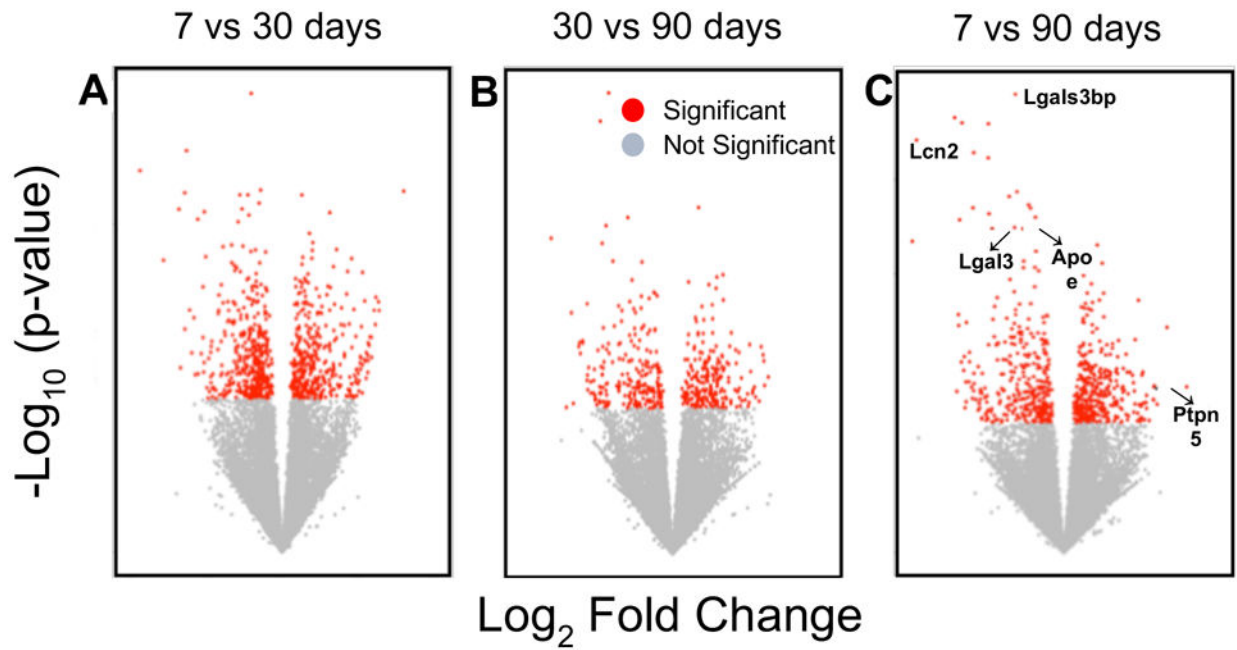 7 vs 30 days
30 vs 90 days
7 vs 90 days
A
B
C
Significant
Not Significant
Lgals3bp
Lcn2
Lgal3
Apo
e
Ptpn
5
-Log10 (p-value)
Log2 Fold Change